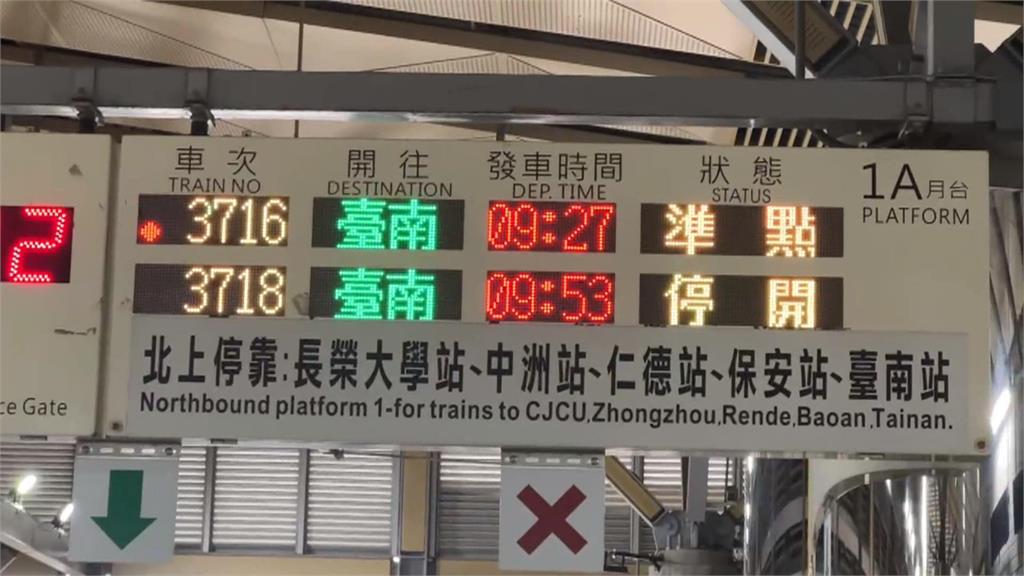 車次 開往 發車時間 狀態 1A月台
TRAIN NO DESTINATION DEP. TIME STATUS PLATFORM
2 3716 臺南 09:27 準點
3718 臺南 09:53 停開
北上停靠:長榮大學站、中洲站、仁德站、保安站、臺南站
Northbound platform 1-for trains to CJCU,Zhongzhou,Rende,Baoan,Tainan.
Gate